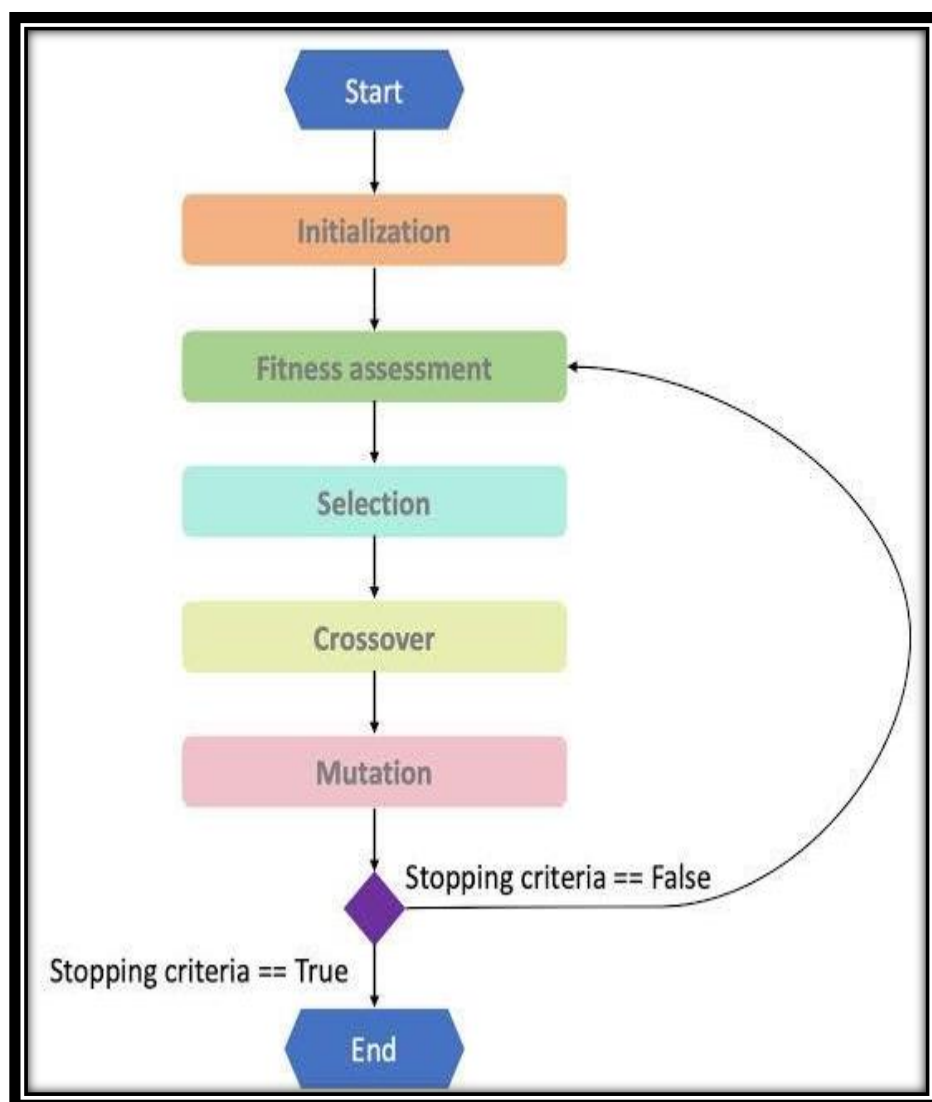 Start
Initialization
Fitness assessment
Selection
Crossover
Mutation
Stopping criteria == False
Stopping criteria == True
End